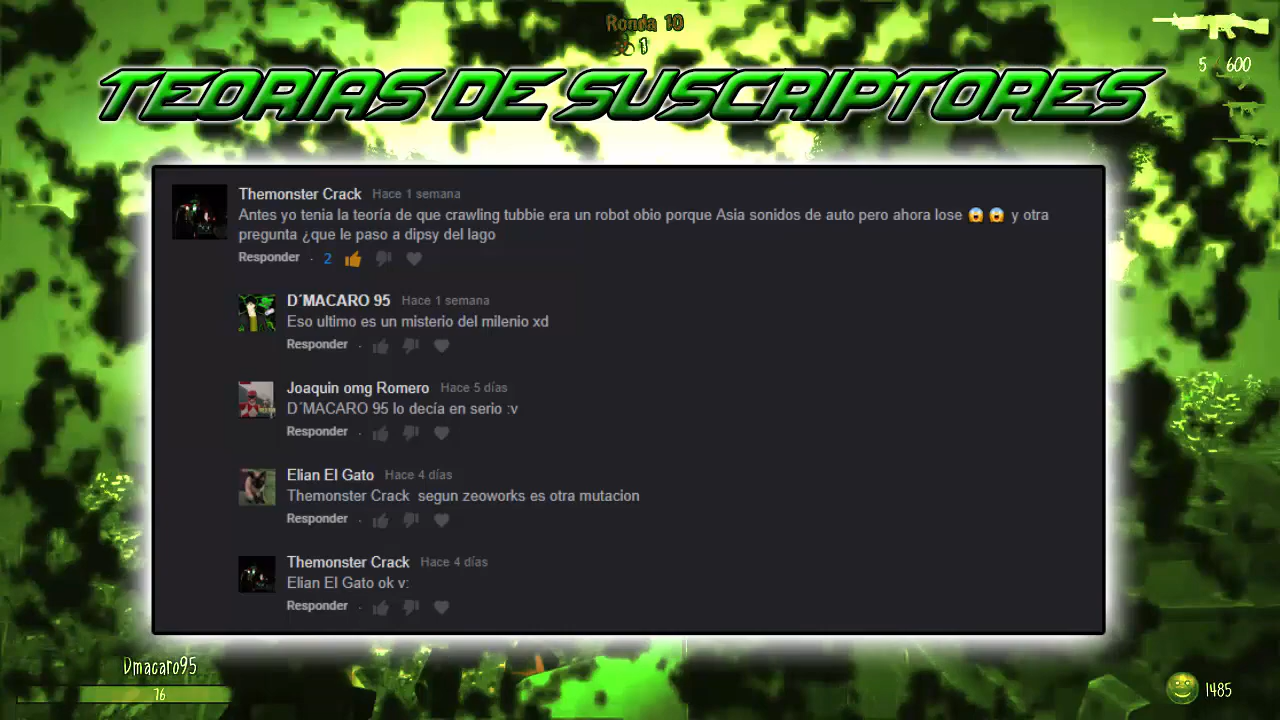 Ronda 10
1
5 / 600
TEORIAS DE SUSCRIPTORES
Themonster Crack Hace 1 semana
Antes yo tenia la teoría de que crawling tubbie era un robot obio porque Asia sonidos de auto pero ahora lose 😱 😱 y otra
pregunta ¿que le paso a dipsy del lago
Responder · 2
D´MACARO 95 Hace 1 semana
Eso ultimo es un misterio del milenio xd
Responder ·
Joaquin omg Romero Hace 5 días
D´MACARO 95 lo decía en serio :v
Responder ·
Elian El Gato Hace 4 días
Themonster Crack segun zeoworks es otra mutacion
Responder ·
Themonster Crack Hace 4 días
Elian El Gato ok v:
Responder ·
Dmacaro95
76
1485